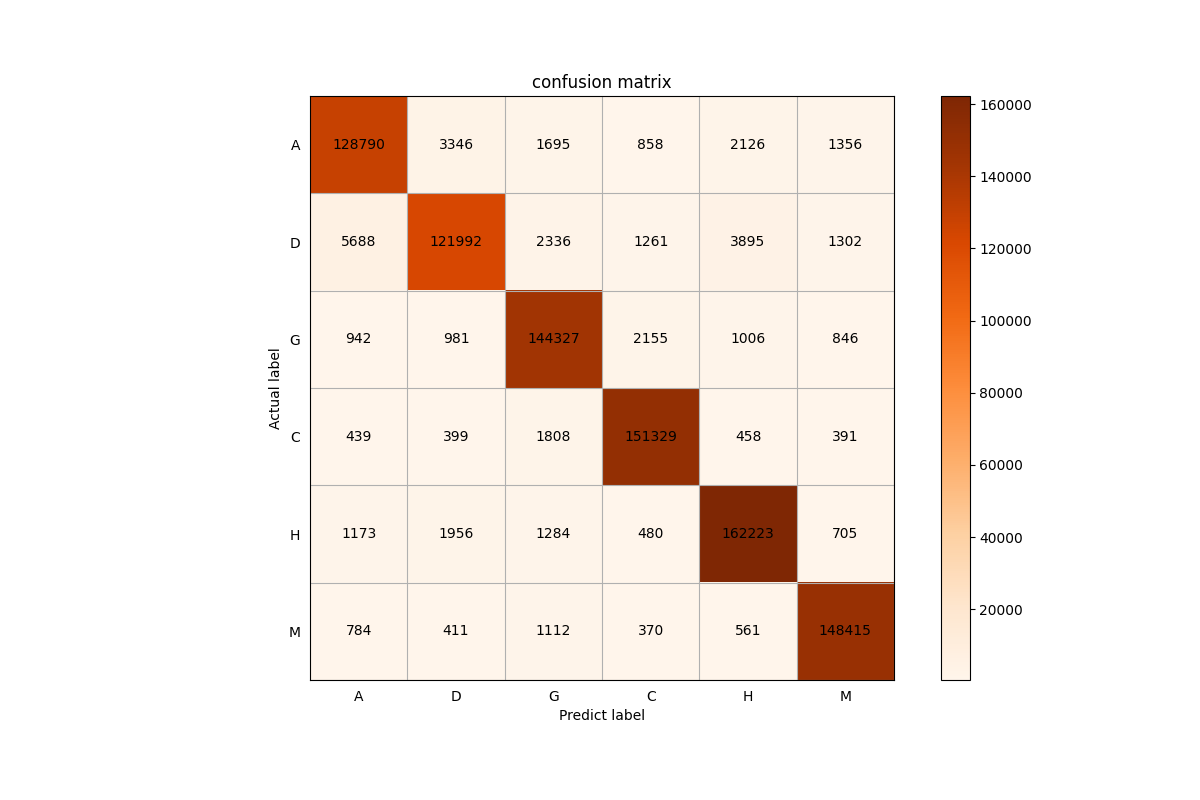 confusion matrix
A 128790 3346 1695 858 2126 1356
D 5688 121992 2336 1261 3895 1302
G 942 981 144327 2155 1006 846
C 439 399 1808 151329 458 391
H 1173 1956 1284 480 162223 705
M 784 411 1112 370 561 148415
A D G C H M
Predict label
Actual label
160000
140000
120000
100000
80000
60000
40000
20000